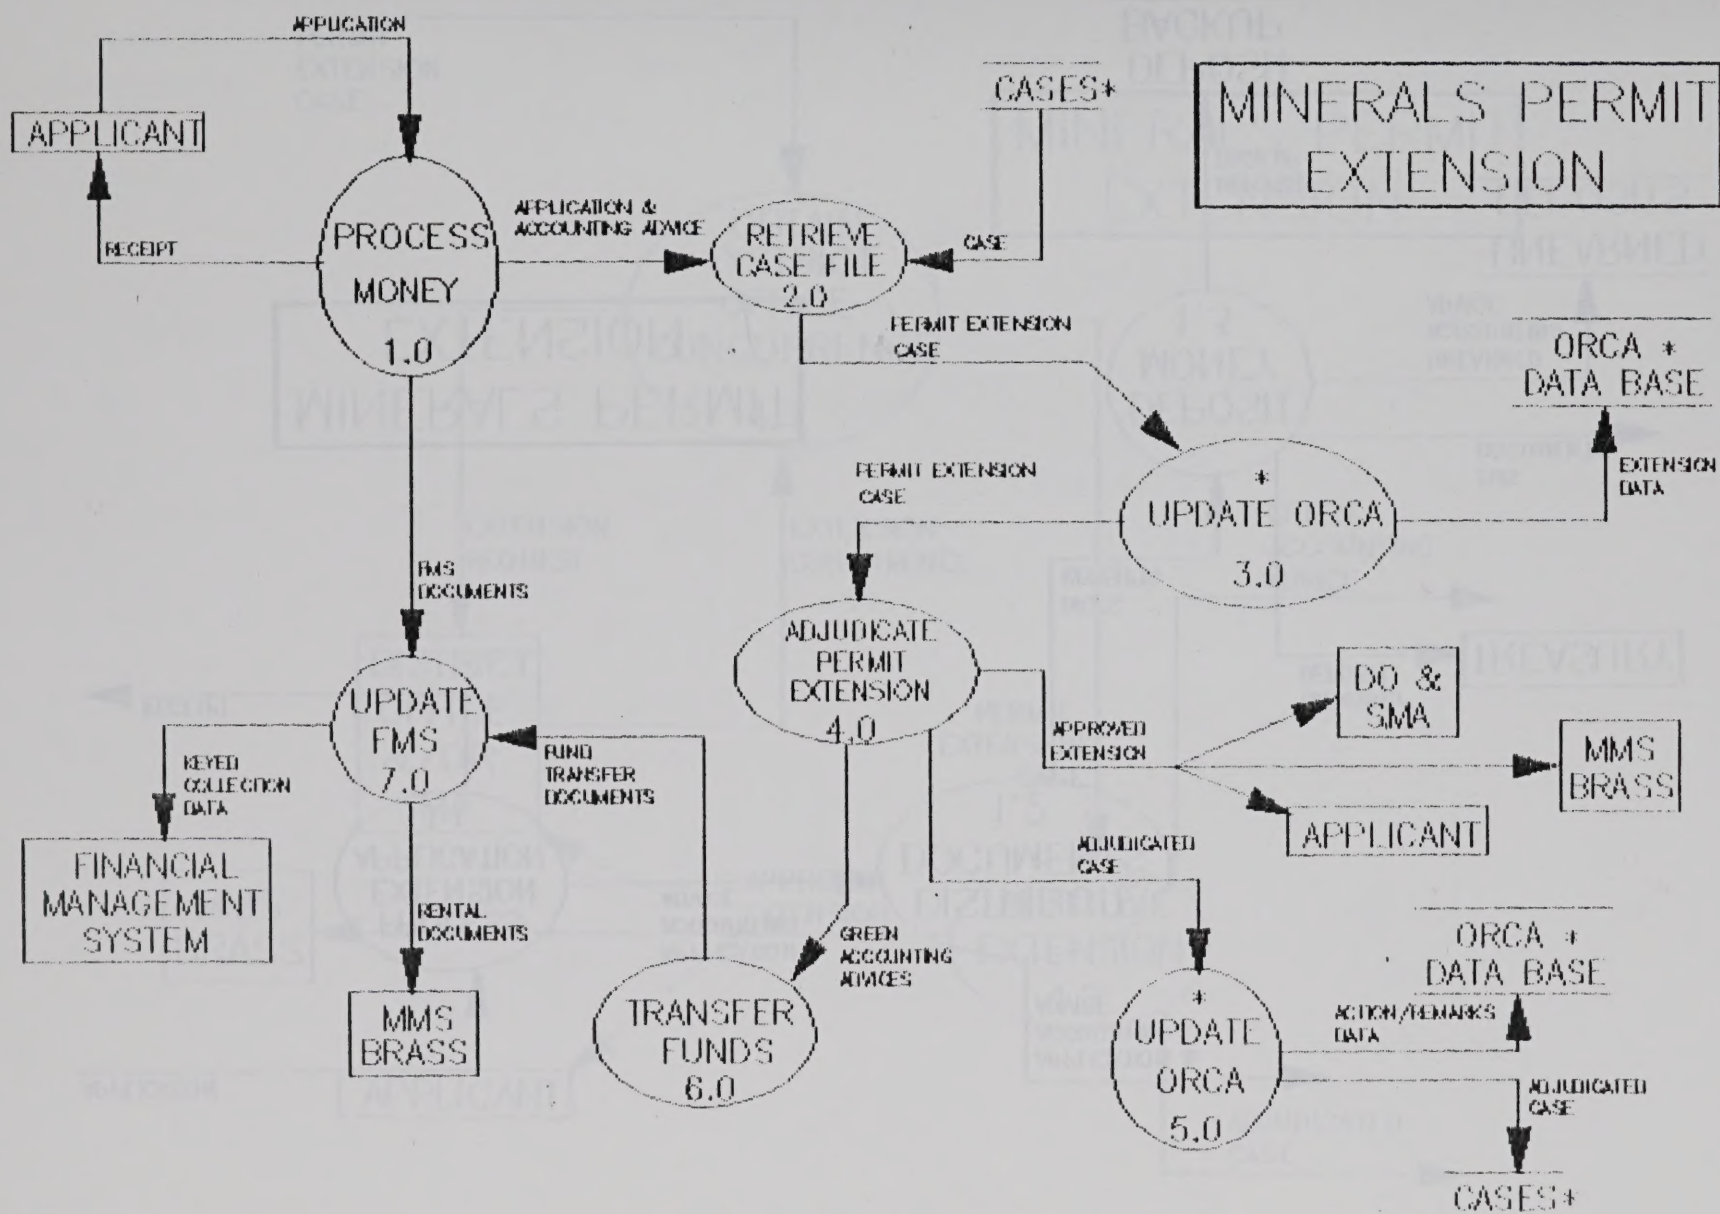 APPLICATION
CASES*
MINERALS PERMIT
EXTENSION
APPLICANT
RECEIPT
PROCESS
MONEY
1.0
APPLICATION &
ACCOUNTING ADVICE
RETRIEVE
CASE FILE
2.0
CASE
PERMIT EXTENSION
CASE
ORCA *
DATA BASE
EXTENSION
DATA
*
UPDATE ORCA
3.0
PERMIT EXTENSION
CASE
FMS
DOCUMENTS
ADJUDICATE
PERMIT
EXTENSION
4.0
APPROVED
EXTENSION
DO &
SMA
MMS
BRASS
APPLICANT
UPDATE
FMS
7.0
KEYED
COLLECTION
DATA
FUND
TRANSFER
DOCUMENTS
FINANCIAL
MANAGEMENT
SYSTEM
RENTAL
DOCUMENTS
MMS
BRASS
GREEN
ACCOUNTING
ADVICES
TRANSFER
FUNDS
6.0
ADJUDICATED
CASE
*
UPDATE
ORCA
5.0
ORCA *
DATA BASE
ACTION/REMARKS
DATA
ADJUDICATED
CASE
CASES*